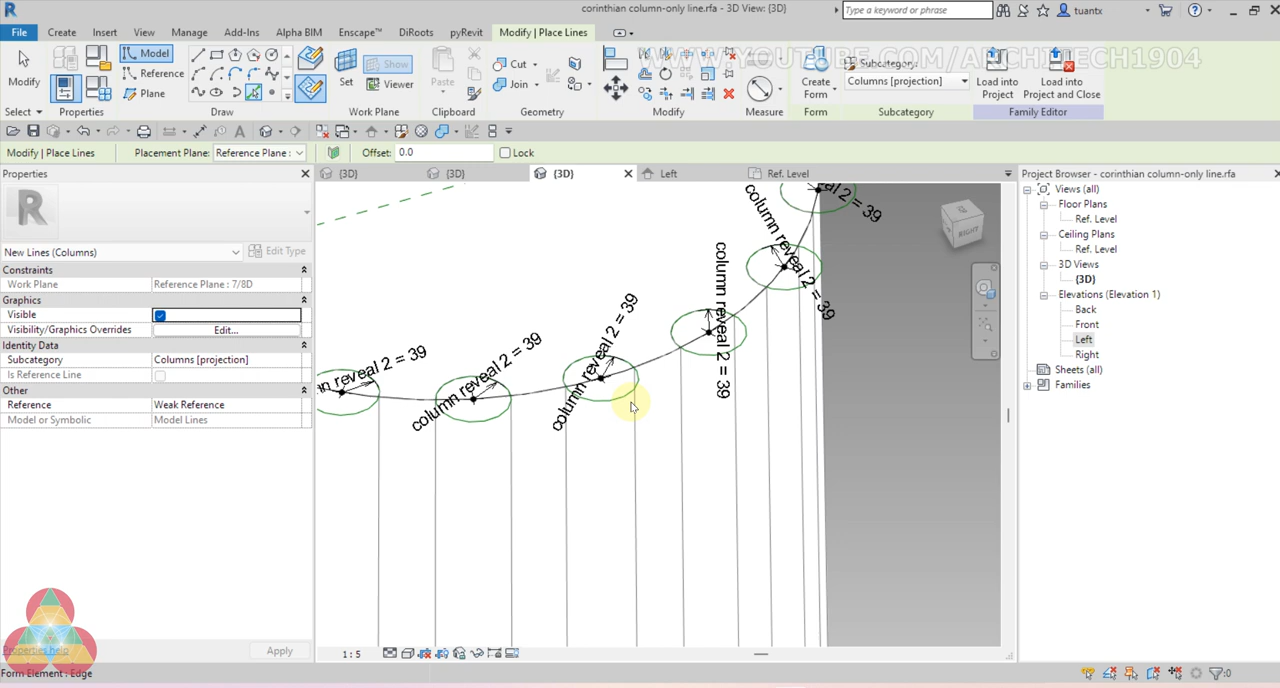 corinthian column-only line.rfa - 3D View: {3D}
Type a keyword or phrase
tuantx
File
Create
Insert
View
Manage
Add-Ins
Alpha BIM
Enscape™
DiRoots
pyRevit
Modify | Place Lines
WWW.YOUTUBE.COM/ARCHITECH1904
Modify
Model
Reference
Plane
Set
Show
Viewer
Paste
Cut
Join
Create
Form
Subcategory:
Columns [projection]
Load into
Project
Load into
Project and Close
Select
Properties
Draw
Work Plane
Clipboard
Geometry
Modify
Measure
Form
Subcategory
Family Editor
Modify | Place Lines
Placement Plane:
Reference Plane :
Offset:
0.0
Lock
Properties
{3D}
{3D}
{3D}
Left
Ref. Level
Project Browser - corinthian column-only line.rfa
New Lines (Columns)
Edit Type
Constraints
Work Plane
Reference Plane : 7/8D
Graphics
Visible
Visibility/Graphics Overrides
Edit...
Identity Data
Subcategory
Columns [projection]
Is Reference Line
Other
Reference
Weak Reference
Model or Symbolic
Model Lines
Properties help
Apply
n reveal 2 = 39
column reveal 2 = 39
column reveal 2 = 39
column reveal 2 = 39
column reveal 2 = 39
column reveal 2 = 39
RIGHT
Views (all)
Floor Plans
Ref. Level
Ceiling Plans
Ref. Level
3D Views
{3D}
Elevations (Elevation 1)
Back
Front
Left
Right
Sheets (all)
Families
1 : 5
Form Element : Edge
:0